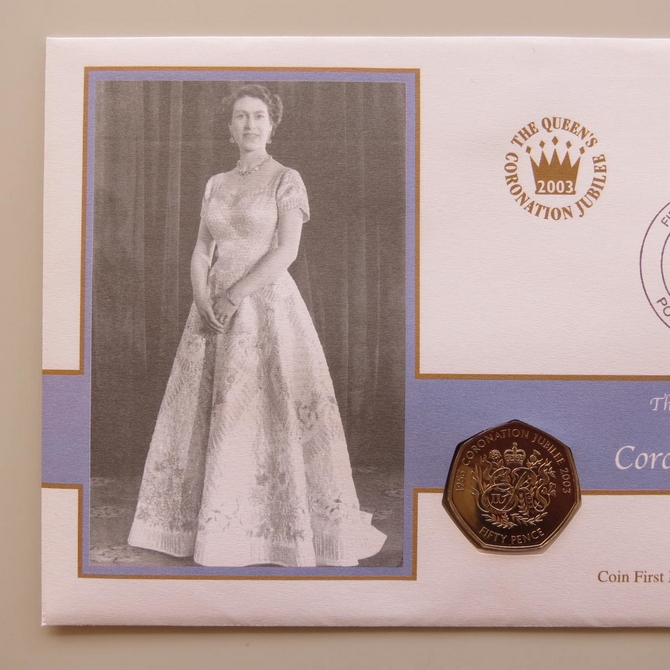 THE QUEEN'S
CORONATION JUBILEE
2003
Th
Coro
1953 CORONATION JUBILEE 2003
FIFTY PENCE
Coin First